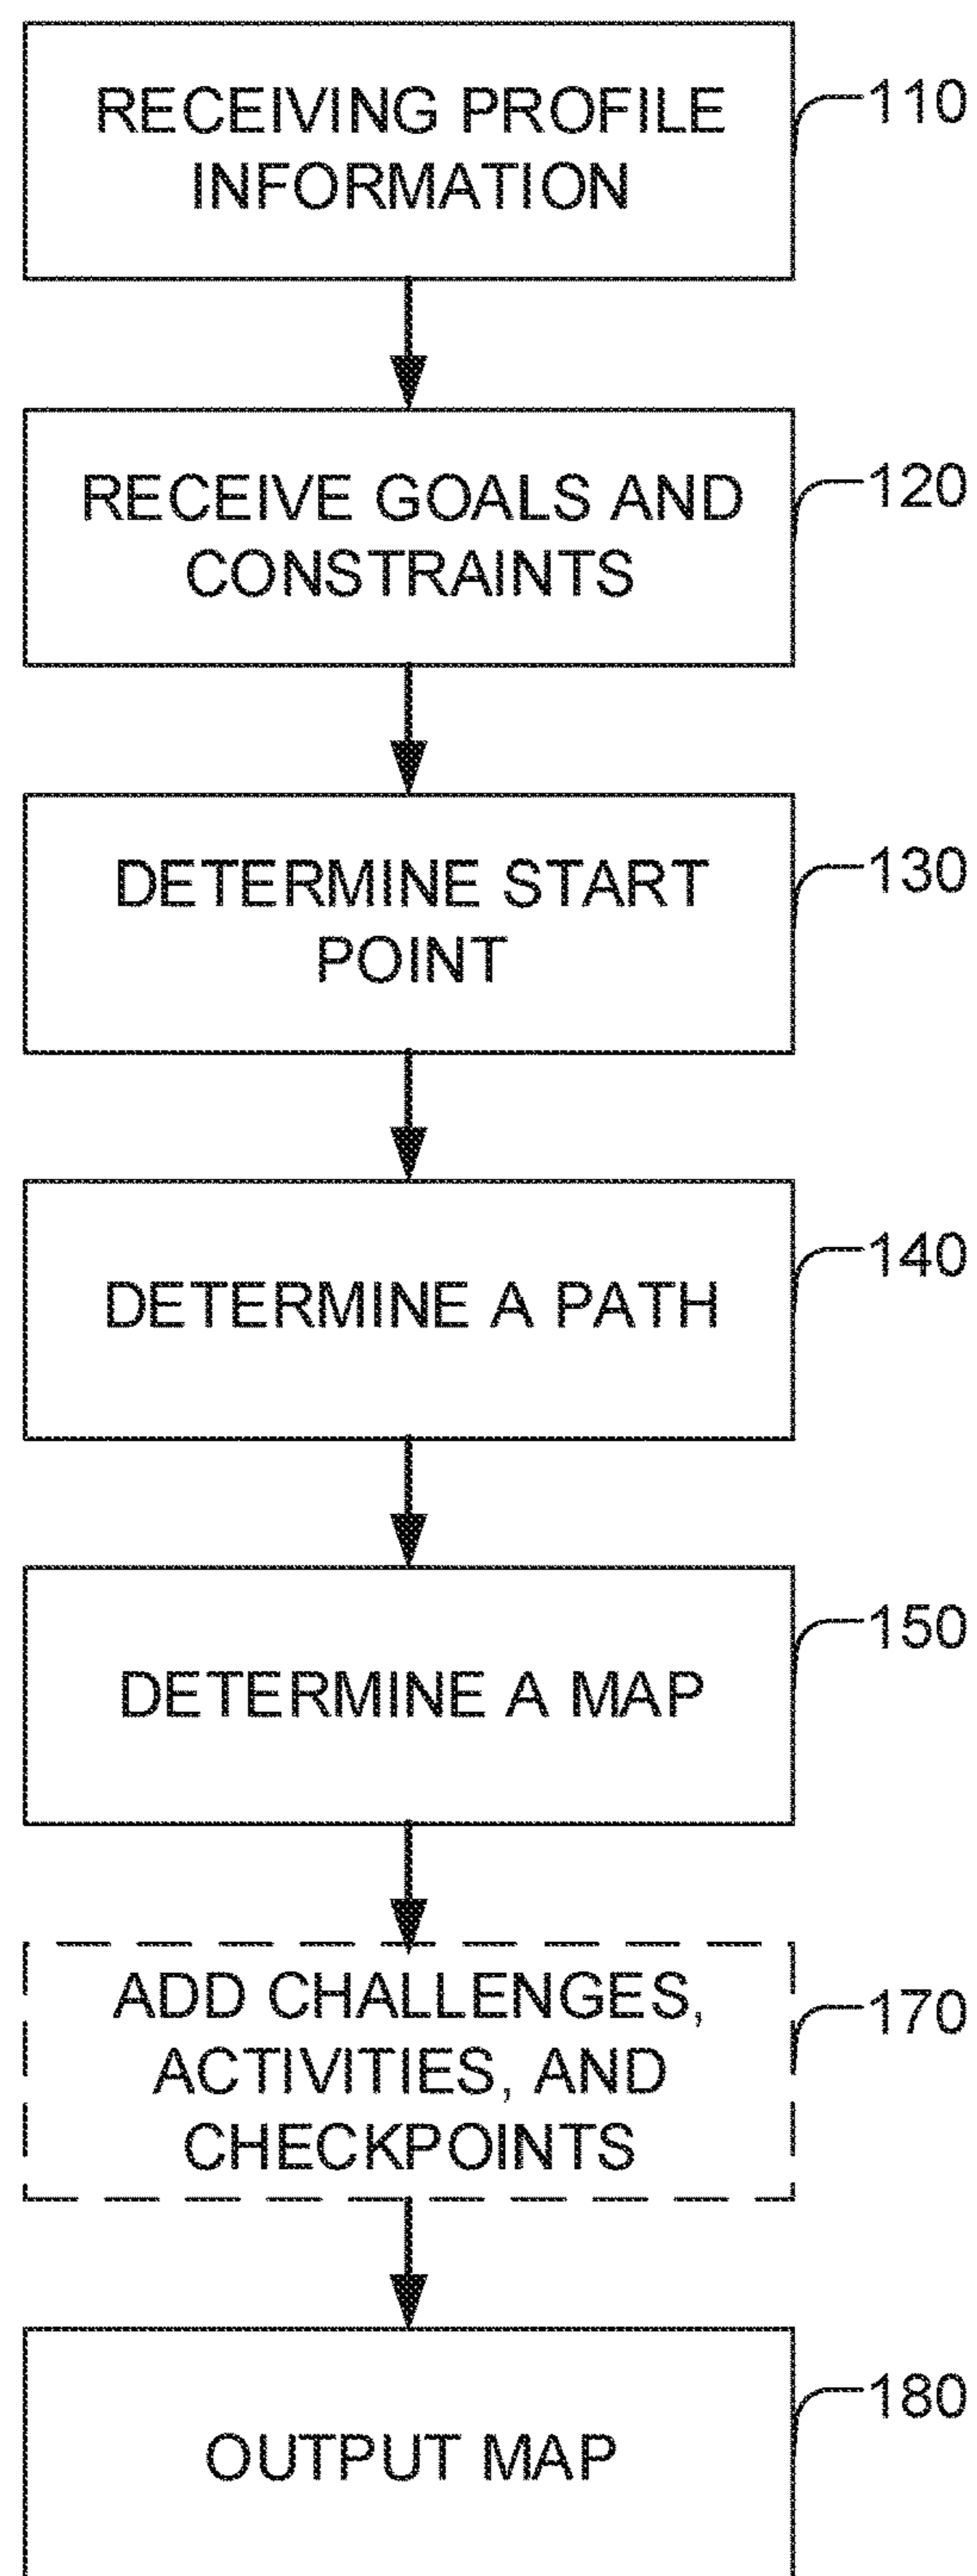 RECEIVING PROFILE
INFORMATION
110
RECEIVE GOALS AND
CONSTRAINTS
120
DETERMINE START
POINT
130
DETERMINE A PATH
140
DETERMINE A MAP
150
ADD CHALLENGES,
ACTIVITIES, AND
CHECKPOINTS
170
OUTPUT MAP
180